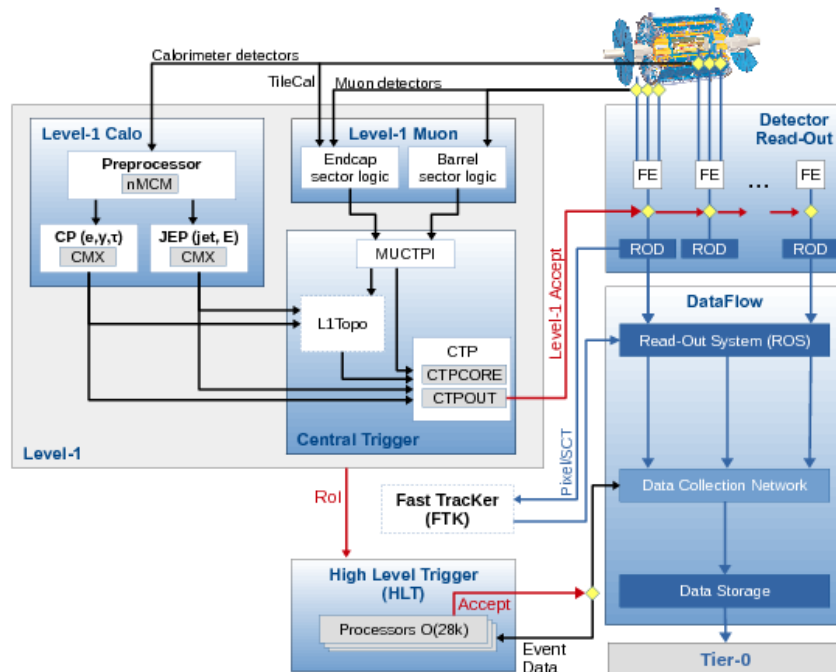 Calorimeter detectors
TileCal
Muon detectors
Detector
Read-Out
Level-1 Calo
Preprocessor
nMCM
CP (e,γ,τ)
CMX
JEP (jet, E)
CMX
Level-1 Muon
Endcap
sector logic
Barrel
sector logic
FE
FE
...
FE
ROD
ROD
ROD
MUCTPI
L1Topo
CTP
CTPCORE
CTPOUT
Central Trigger
Level-1
Level-1 Accept
Pixel/SCT
DataFlow
Read-Out System (ROS)
Data Collection Network
Data Storage
RoI
Fast TracKer
(FTK)
High Level Trigger
(HLT)
Accept
Processors O(28k)
Event
Data
Tier-0